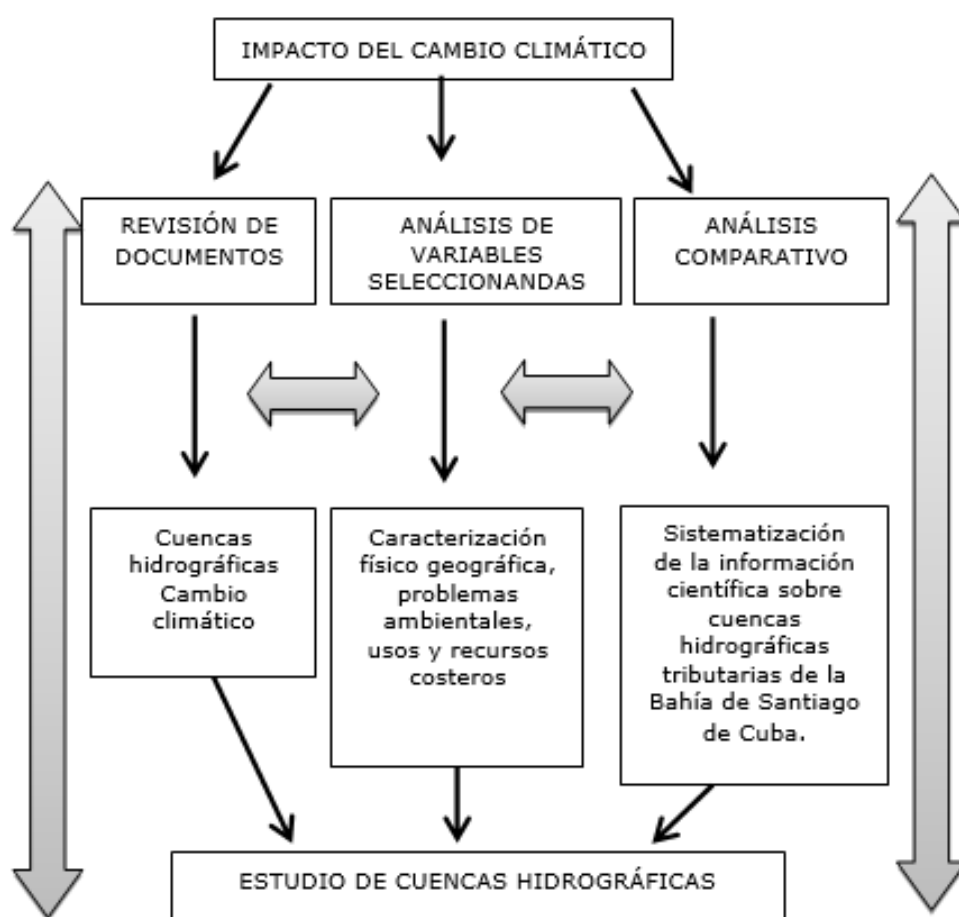 IMPACTO DEL CAMBIO CLIMÁTICO
REVISIÓN DE
DOCUMENTOS
ANÁLISIS DE
VARIABLES
SELECCIONANDAS
ANÁLISIS
COMPARATIVO
Cuencas
hidrográficas
Cambio
climático
Caracterización
físico geográfica,
problemas
ambientales,
usos y recursos
costeros
Sistematización
de la información
científica sobre
cuencas
hidrográficas
tributarias de la
Bahía de Santiago
de Cuba.
ESTUDIO DE CUENCAS HIDROGRÁFICAS